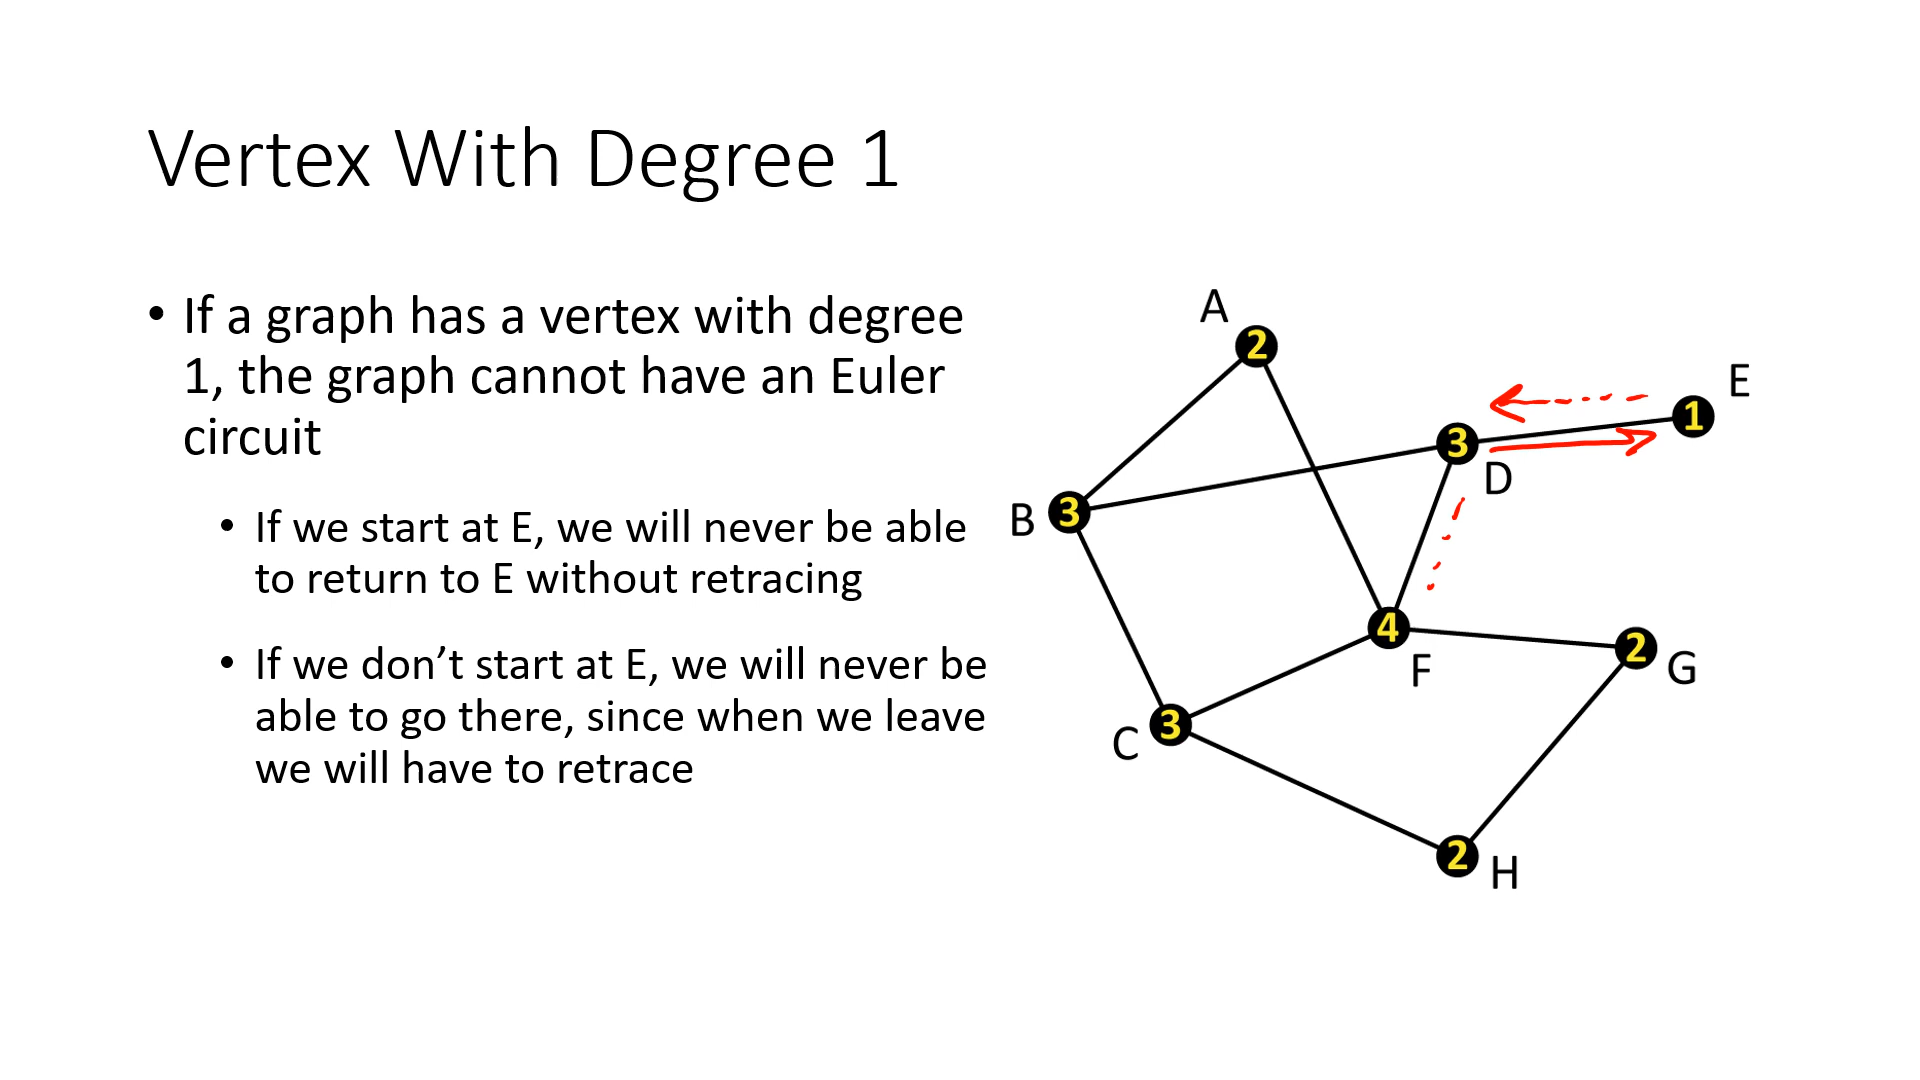 Vertex With Degree 1
• If a graph has a vertex with degree
1, the graph cannot have an Euler
circuit
• If we start at E, we will never be able
to return to E without retracing
• If we don’t start at E, we will never be
able to go there, since when we leave
we will have to retrace
A
2
E
1
3
D
B
3
4
F
2
G
C
3
2
H